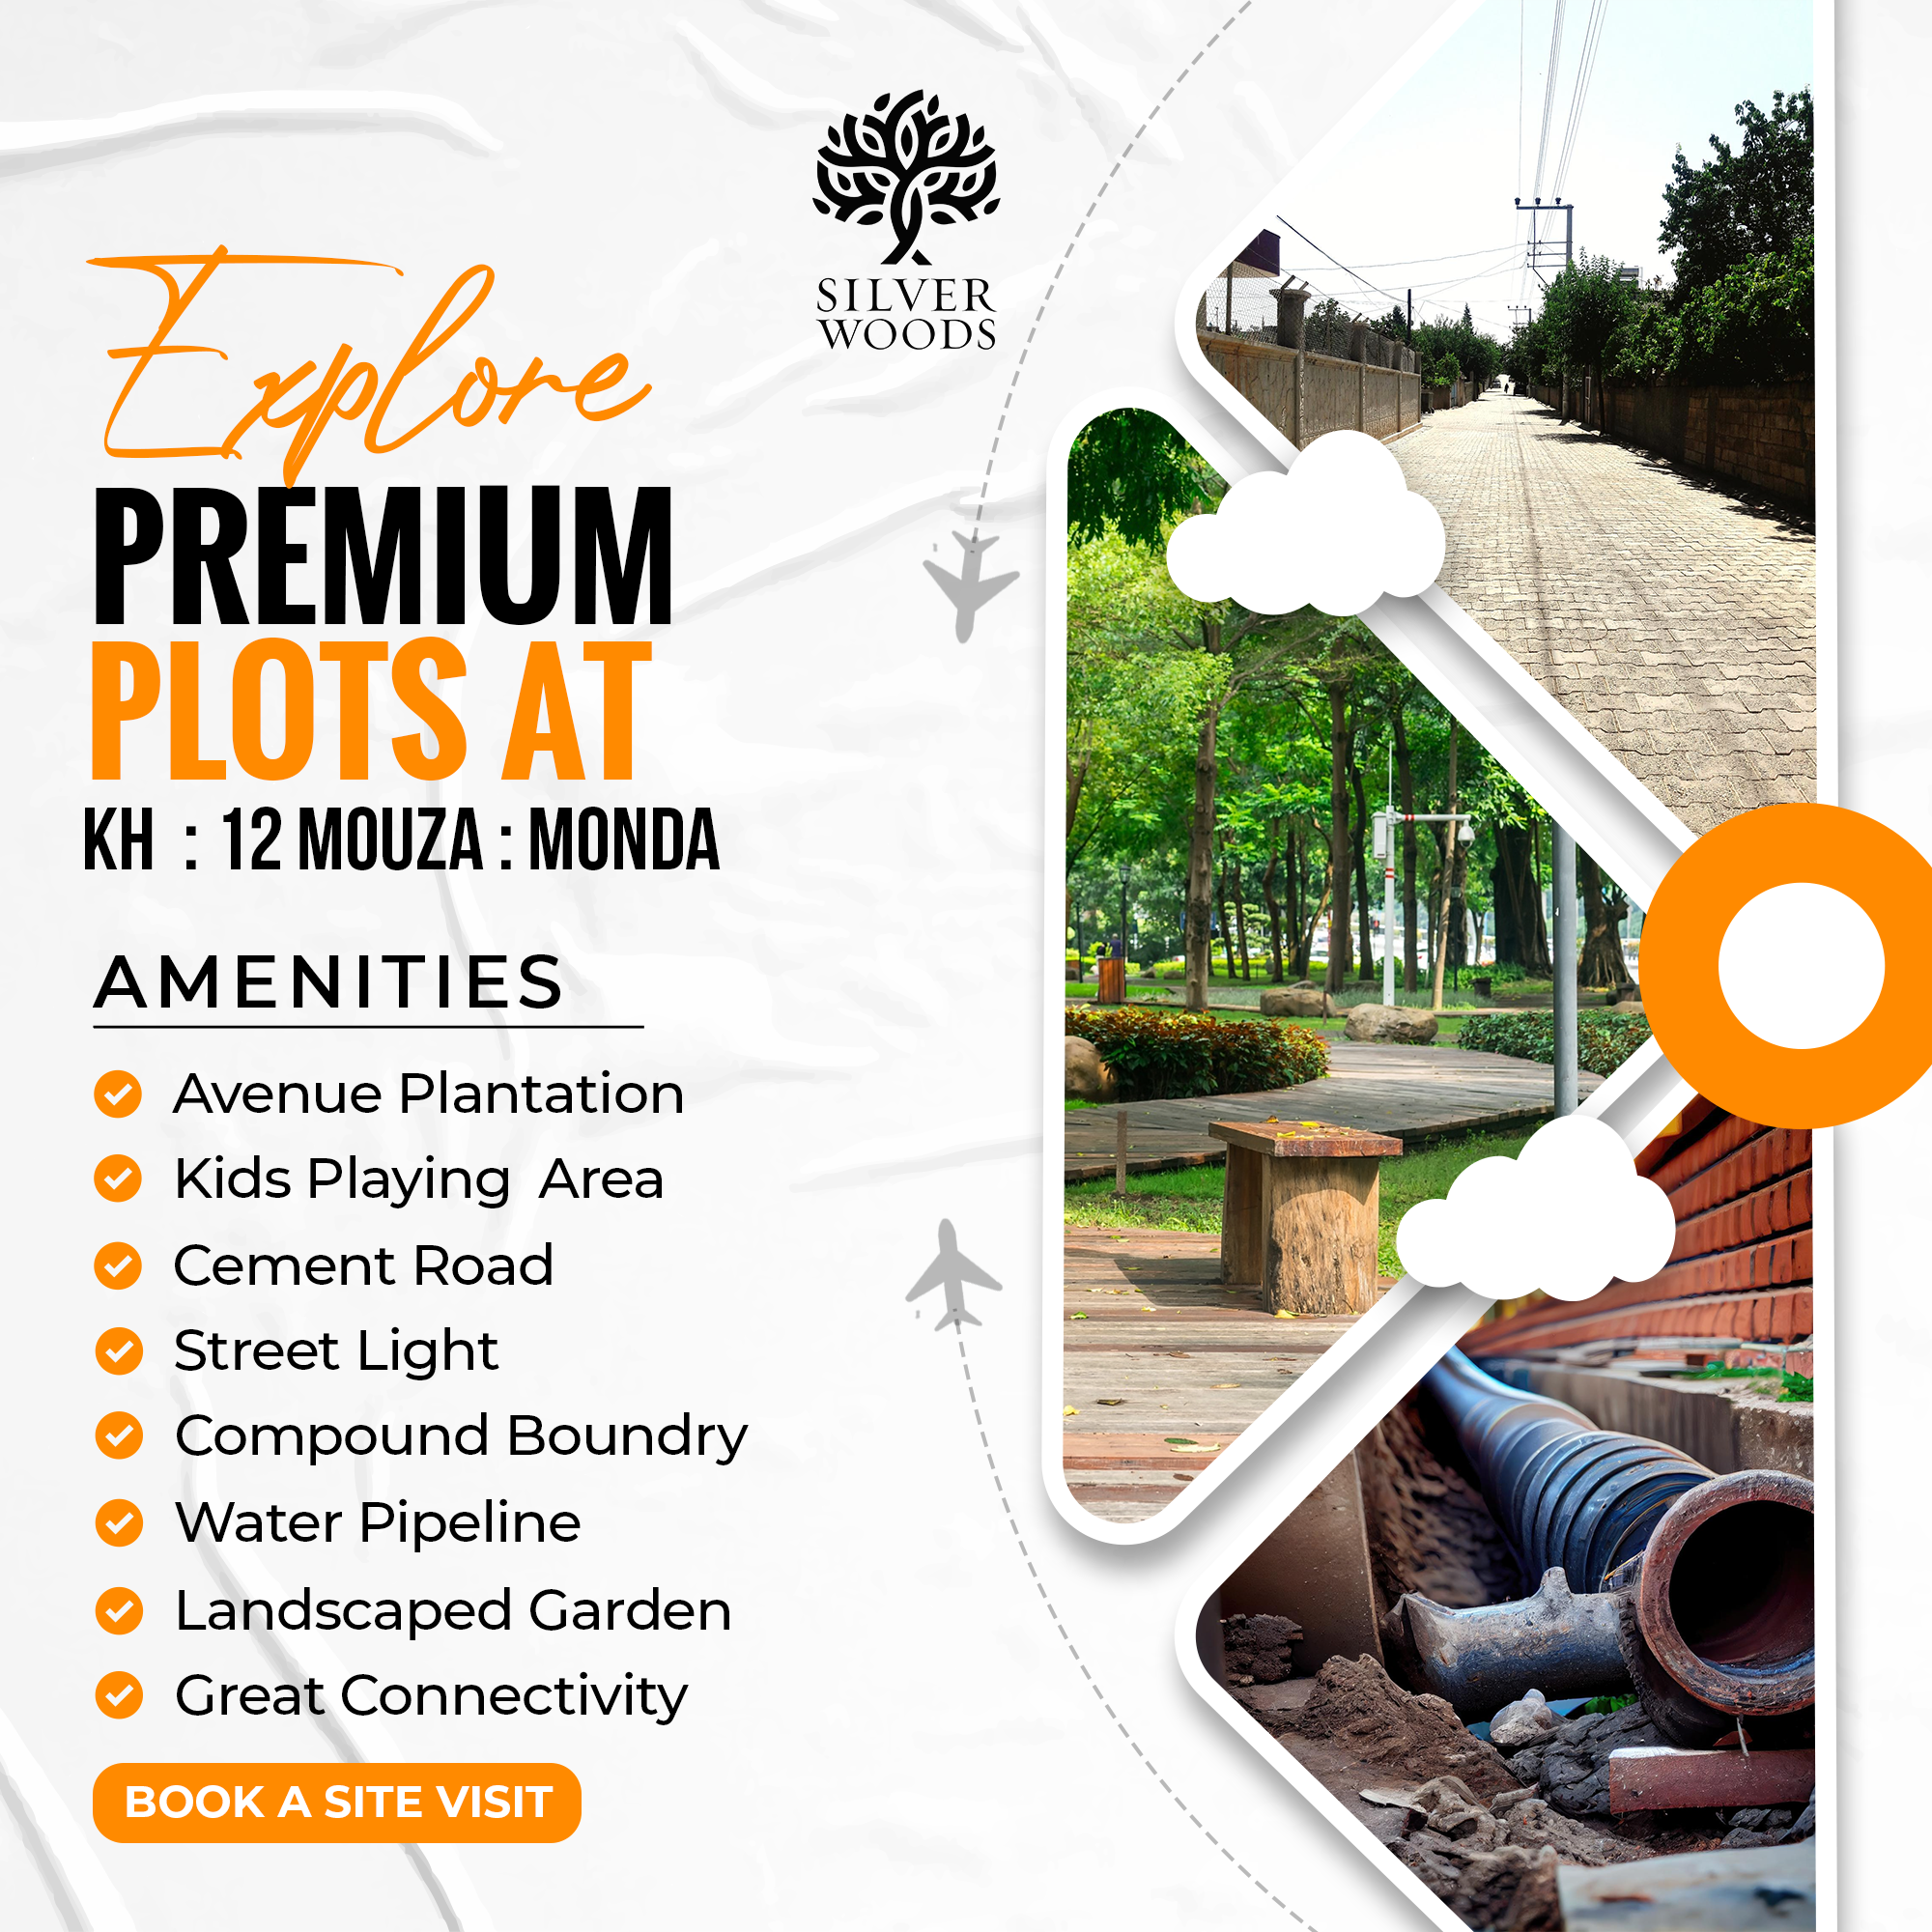 SILVER
WOODS
Explore
PREMIUM
PLOTS AT
KH : 12 MOUZA : MONDA
AMENITIES
Avenue Plantation
Kids Playing Area
Cement Road
Street Light
Compound Boundry
Water Pipeline
Landscaped Garden
Great Connectivity
BOOK A SITE VISIT